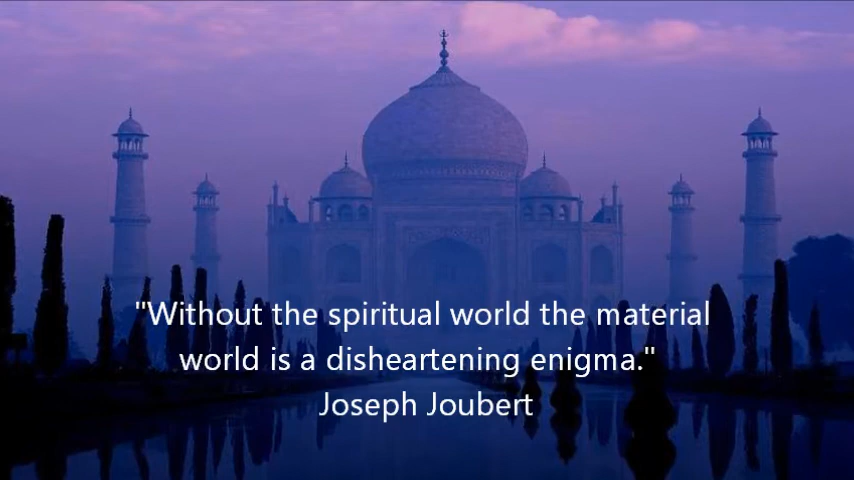 "Without the spiritual world the material
world is a disheartening enigma."
Joseph Joubert